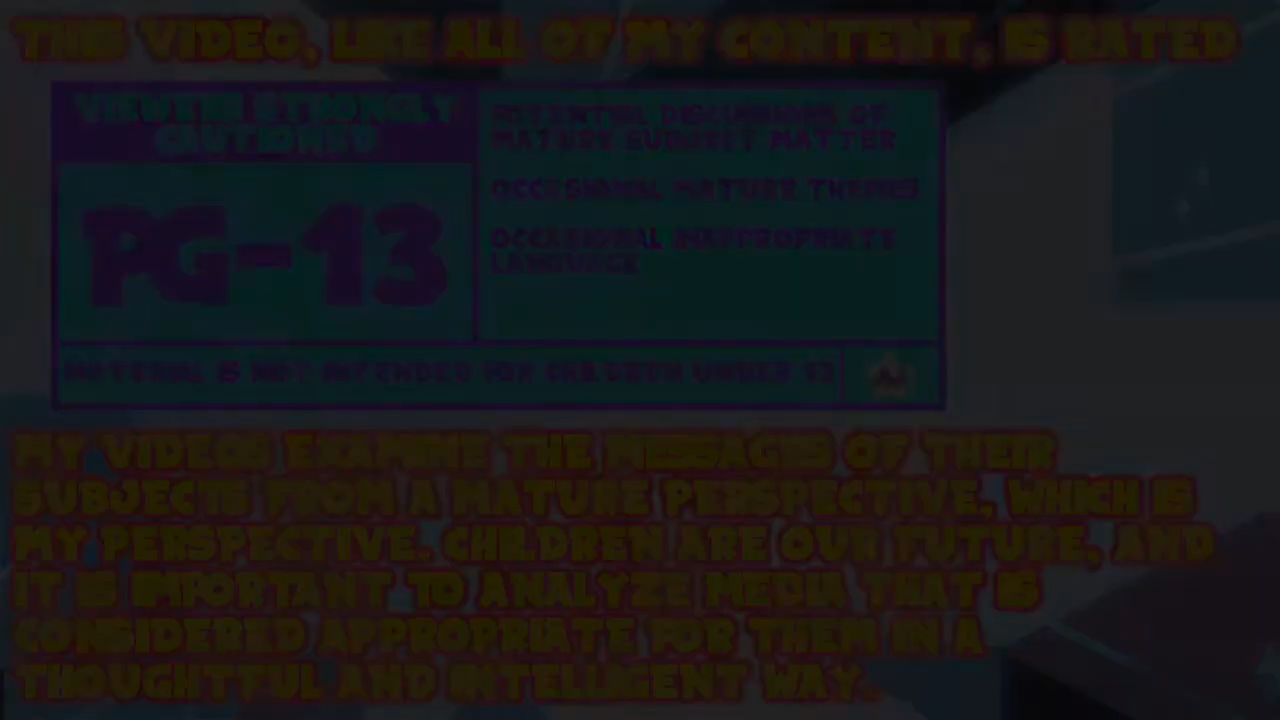 THIS VIDEO, LIKE ALL OF MY CONTENT, IS RATED
VIEWER STRONGLY
CAUTIONED
PG-13
POTENTIAL DISCUSSIONS OF
MATURE SUBJECT MATTER
OCCASIONAL MATURE THEMES
OCCASIONAL INAPPROPRIATE
LANGUAGE
MATERIAL IS NOT INTENDED FOR CHILDREN UNDER 13
MY VIDEOS EXAMINE THE MESSAGES OF THEIR
SUBJECTS FROM A MATURE PERSPECTIVE, WHICH IS
MY PERSPECTIVE. CHILDREN ARE OUR FUTURE, AND
IT IS IMPORTANT TO ANALYZE MEDIA THAT IS
CONSIDERED APPROPRIATE FOR THEM IN A
THOUGHTFUL AND INTELLIGENT WAY.